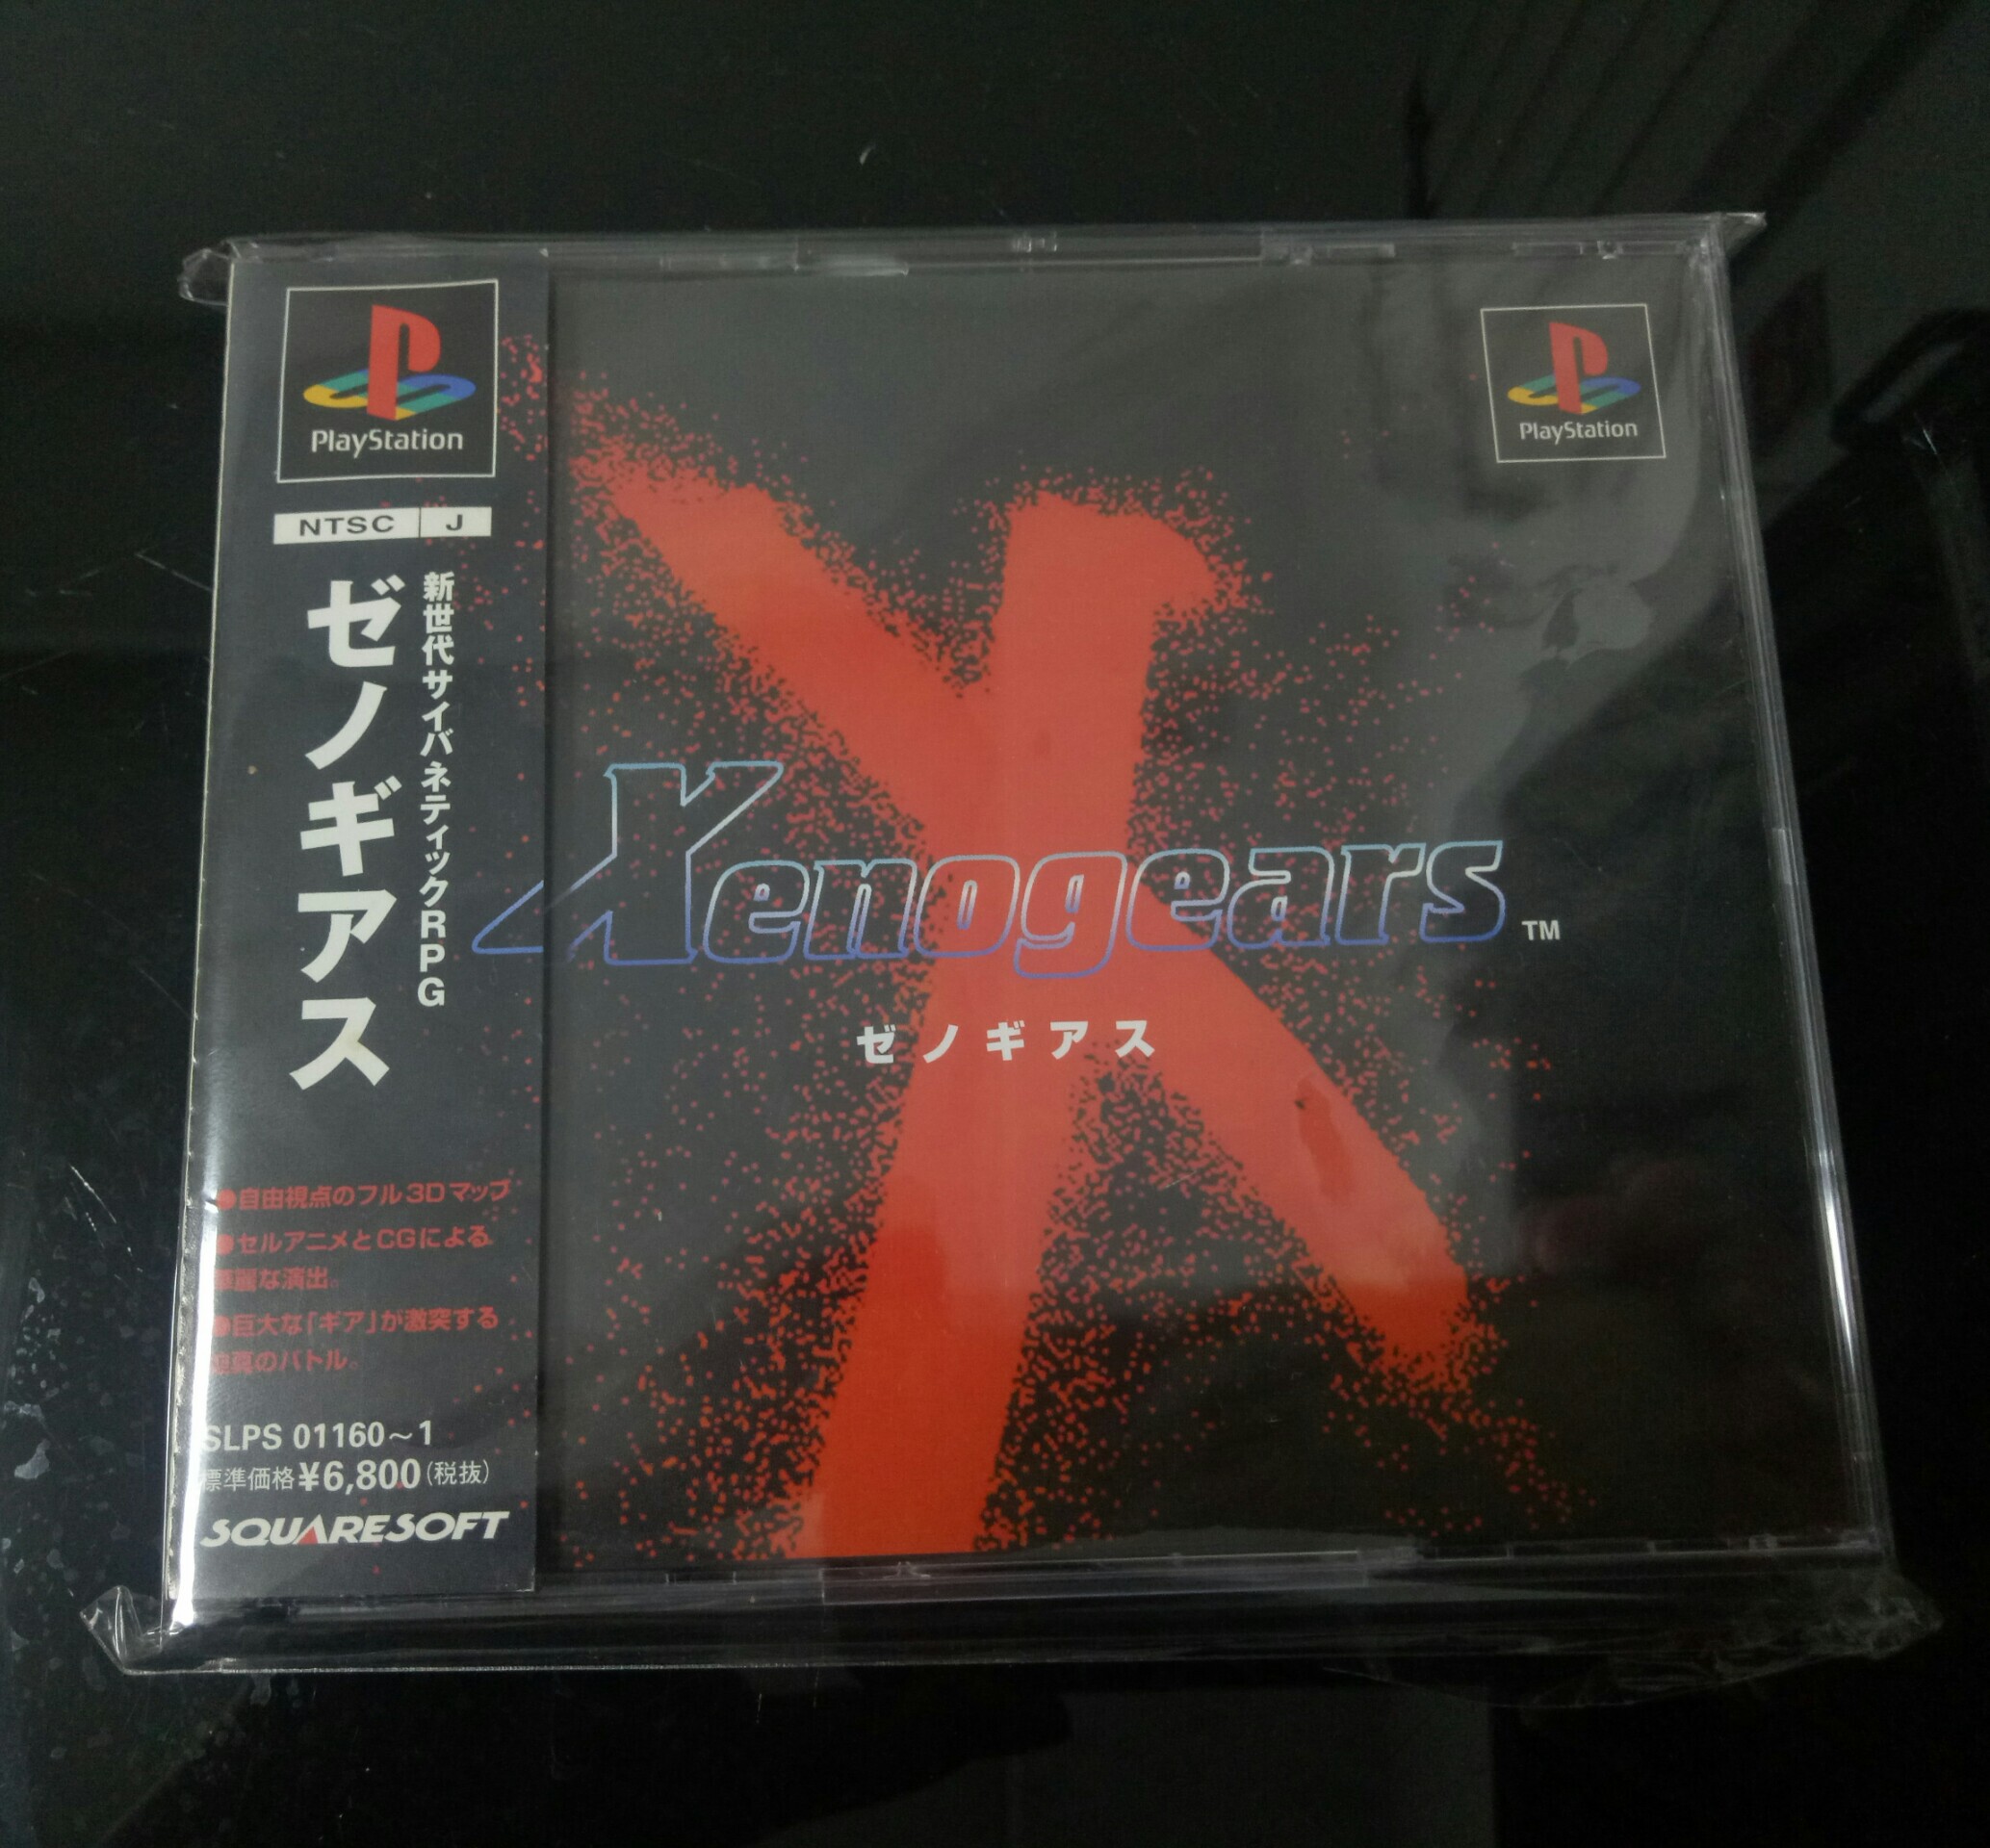 PlayStation
NTSC J
新世代サイバネティックRPG
ゼノギアス
●自由視点のフル3Dマップ
●セルアニメとCGによる
華麗な演出。
●巨大な「ギア」が激突する
のバトル。
SLPS 01160~1
標準価格¥6,800(税抜)
SQUARESOFT
PlayStation
Xenogears TM
ゼノギアス